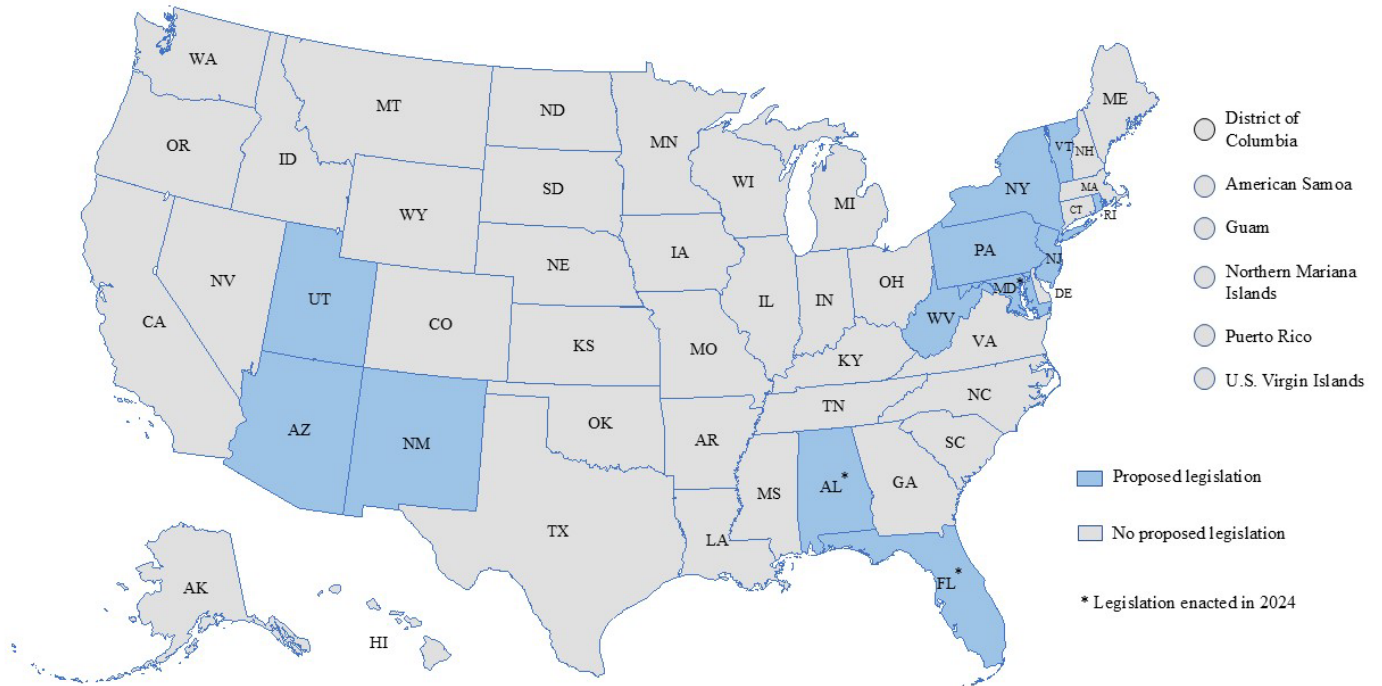 WA
MT
ND
MN
ME
OR
ID
SD
WI
MI
VT
NH
NY
MA
CT
RI
WY
IA
NE
PA
NJ
NV
UT
CO
IL
IN
OH
MD*
DE
WV
CA
KS
MO
KY
VA
AZ
NM
OK
AR
TN
NC
SC
MS
AL*
GA
TX
LA
FL*
AK
HI
District of
Columbia
American Samoa
Guam
Northern Mariana
Islands
Puerto Rico
U.S. Virgin Islands
Proposed legislation
No proposed legislation
* Legislation enacted in 2024